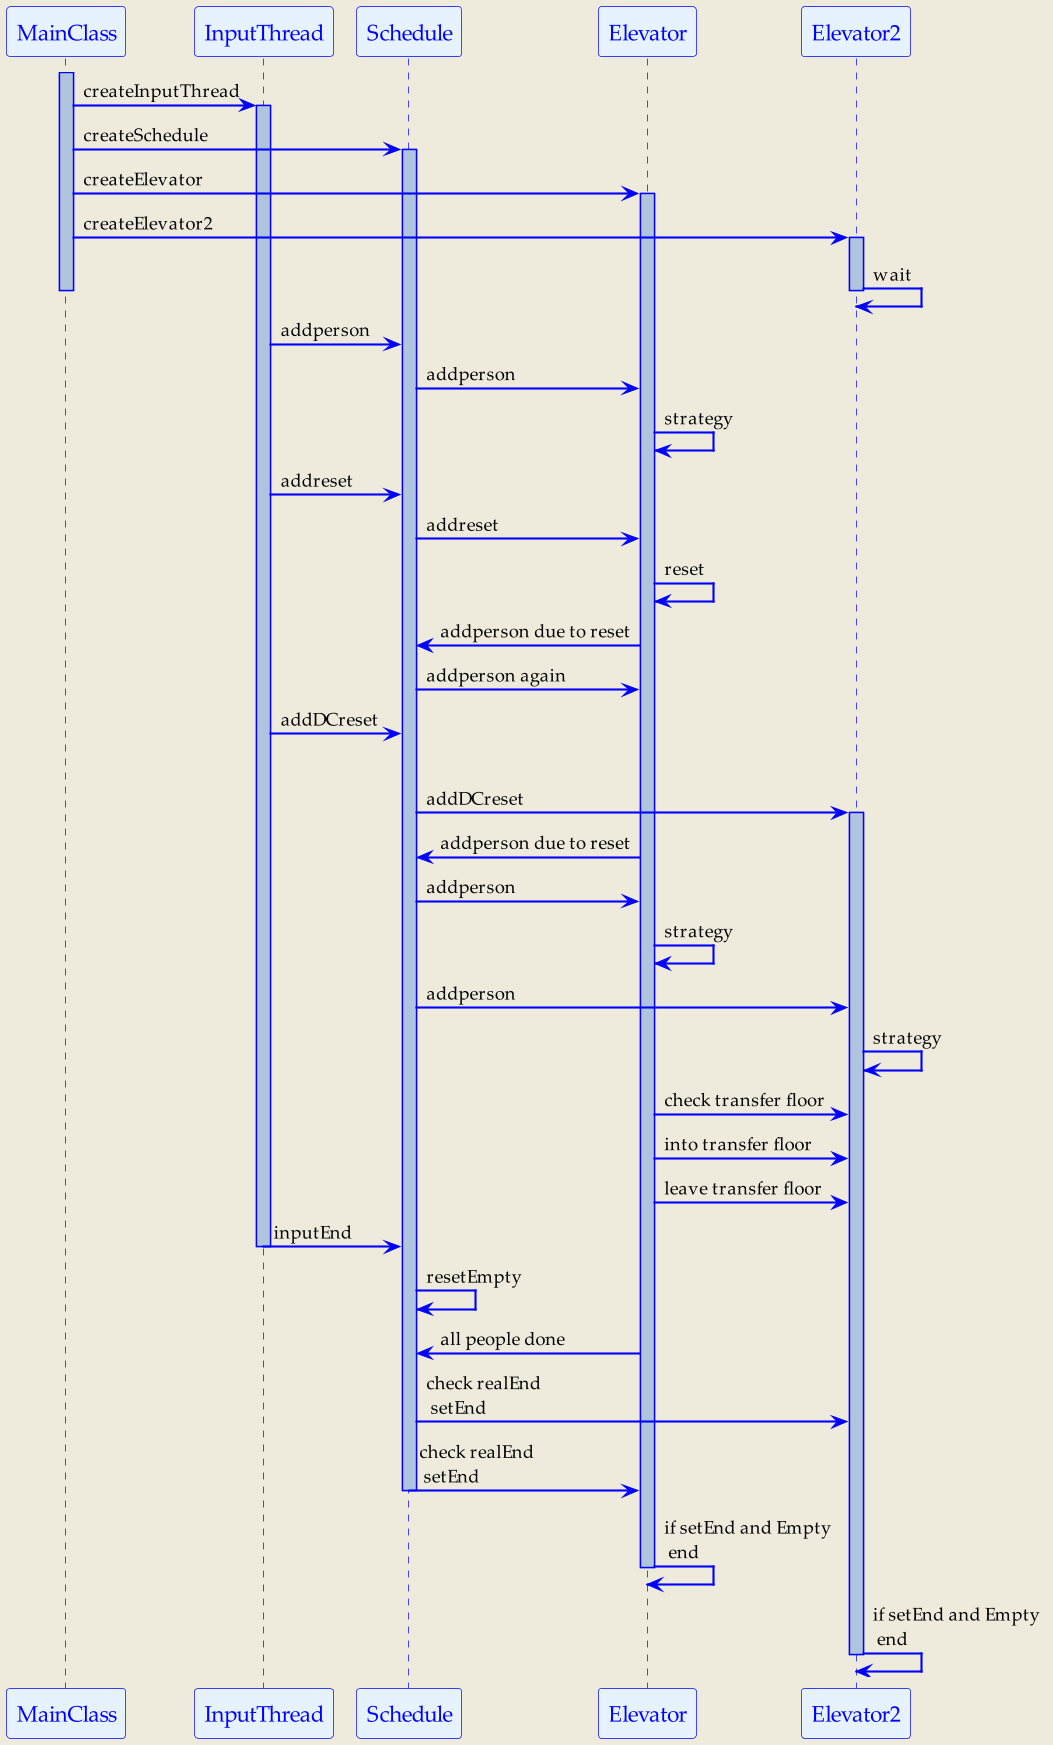 MainClass
InputThread
Schedule
Elevator
Elevator2
createInputThread
createSchedule
createElevator
createElevator2
wait
addperson
addperson
strategy
addreset
addreset
reset
addperson due to reset
addperson again
addDCreset
addDCreset
addperson due to reset
addperson
strategy
addperson
strategy
check transfer floor
into transfer floor
leave transfer floor
inputEnd
resetEmpty
all people done
check realEnd
setEnd
check realEnd
setEnd
if setEnd and Empty
end
if setEnd and Empty
end
MainClass
InputThread
Schedule
Elevator
Elevator2